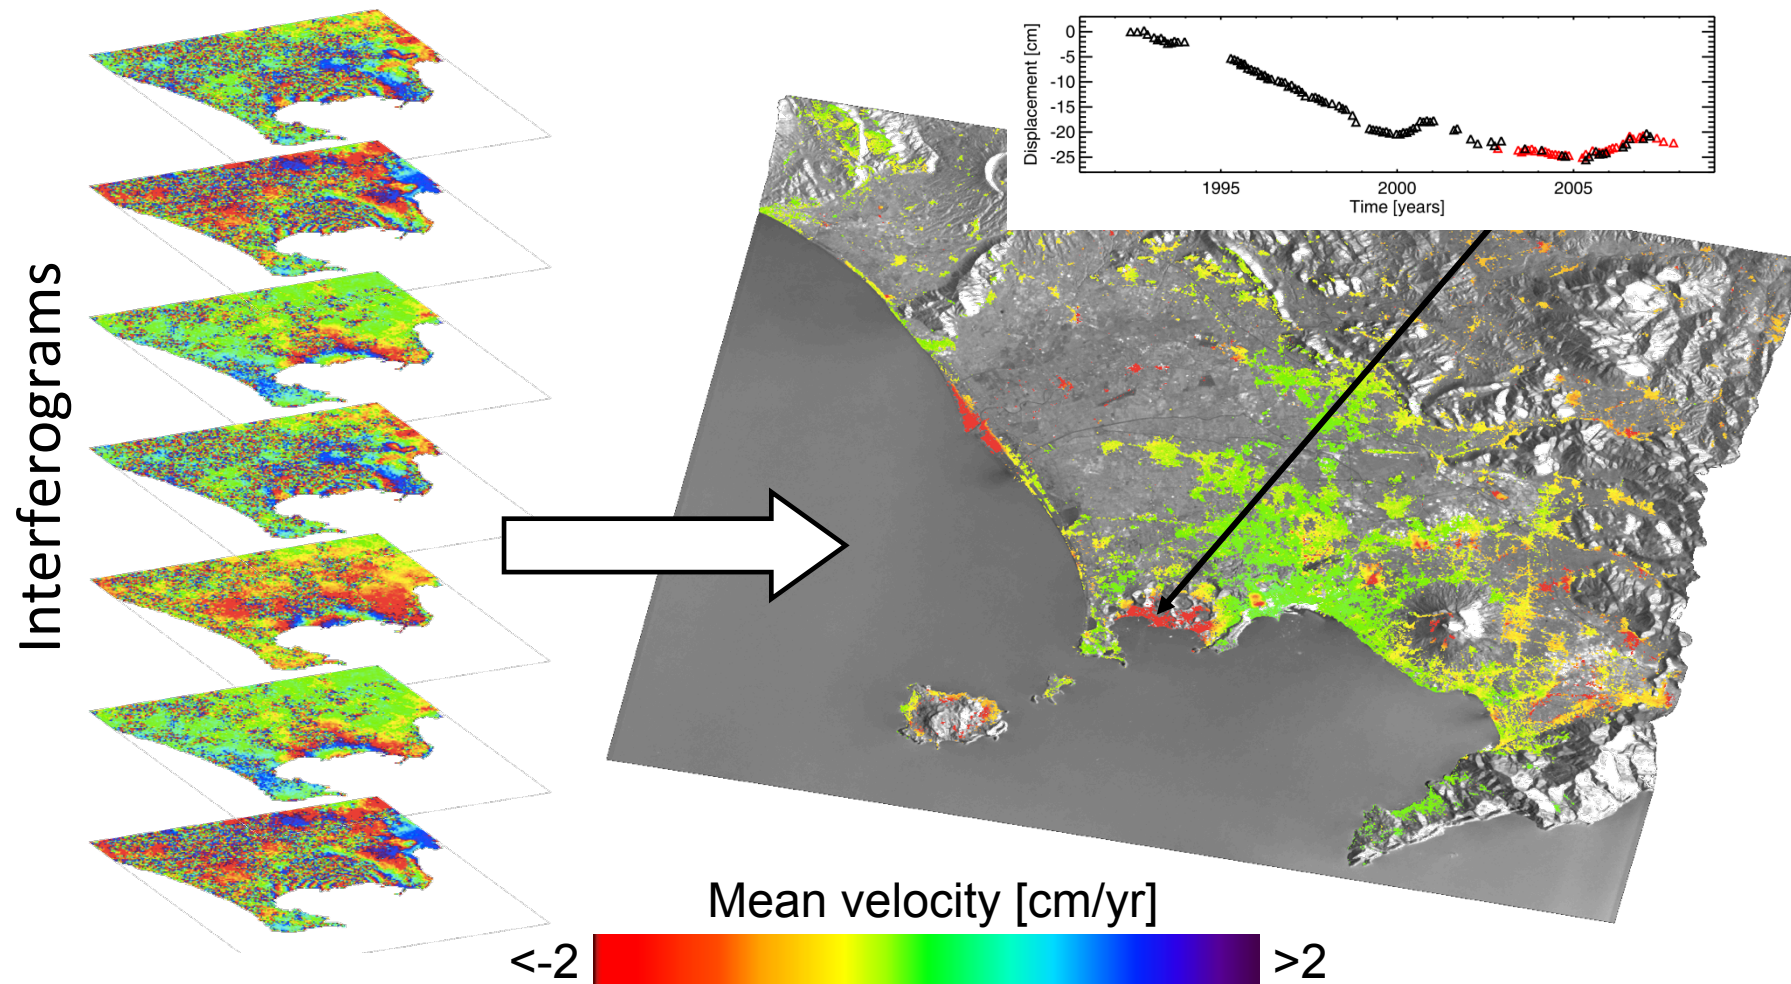 Interferograms
Displacement [cm]
0
-5
-10
-15
-20
-25
1995 2000 2005
Time [years]
Mean velocity [cm/yr]
<-2 >2